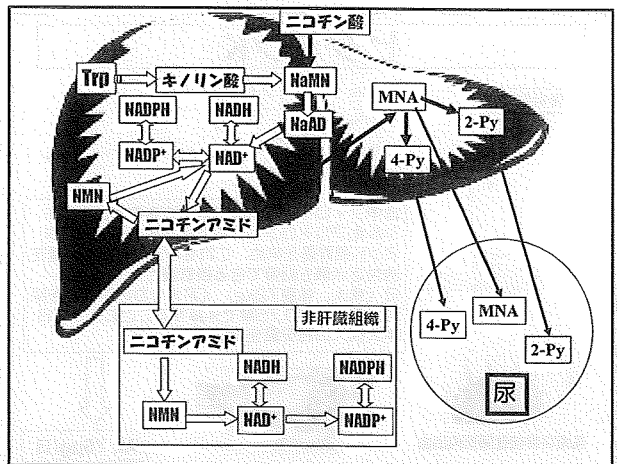 ニコチン酸
Trp
キノリン酸
NaMN
NADPH
NADH
NaAD
NADP⁺
NAD⁺
NMN
ニコチンアミド
MNA
2-Py
4-Py
非肝臓組織
ニコチンアミド
NADH
NADPH
NMN
NAD⁺
NADP⁺
4-Py
MNA
2-Py
尿